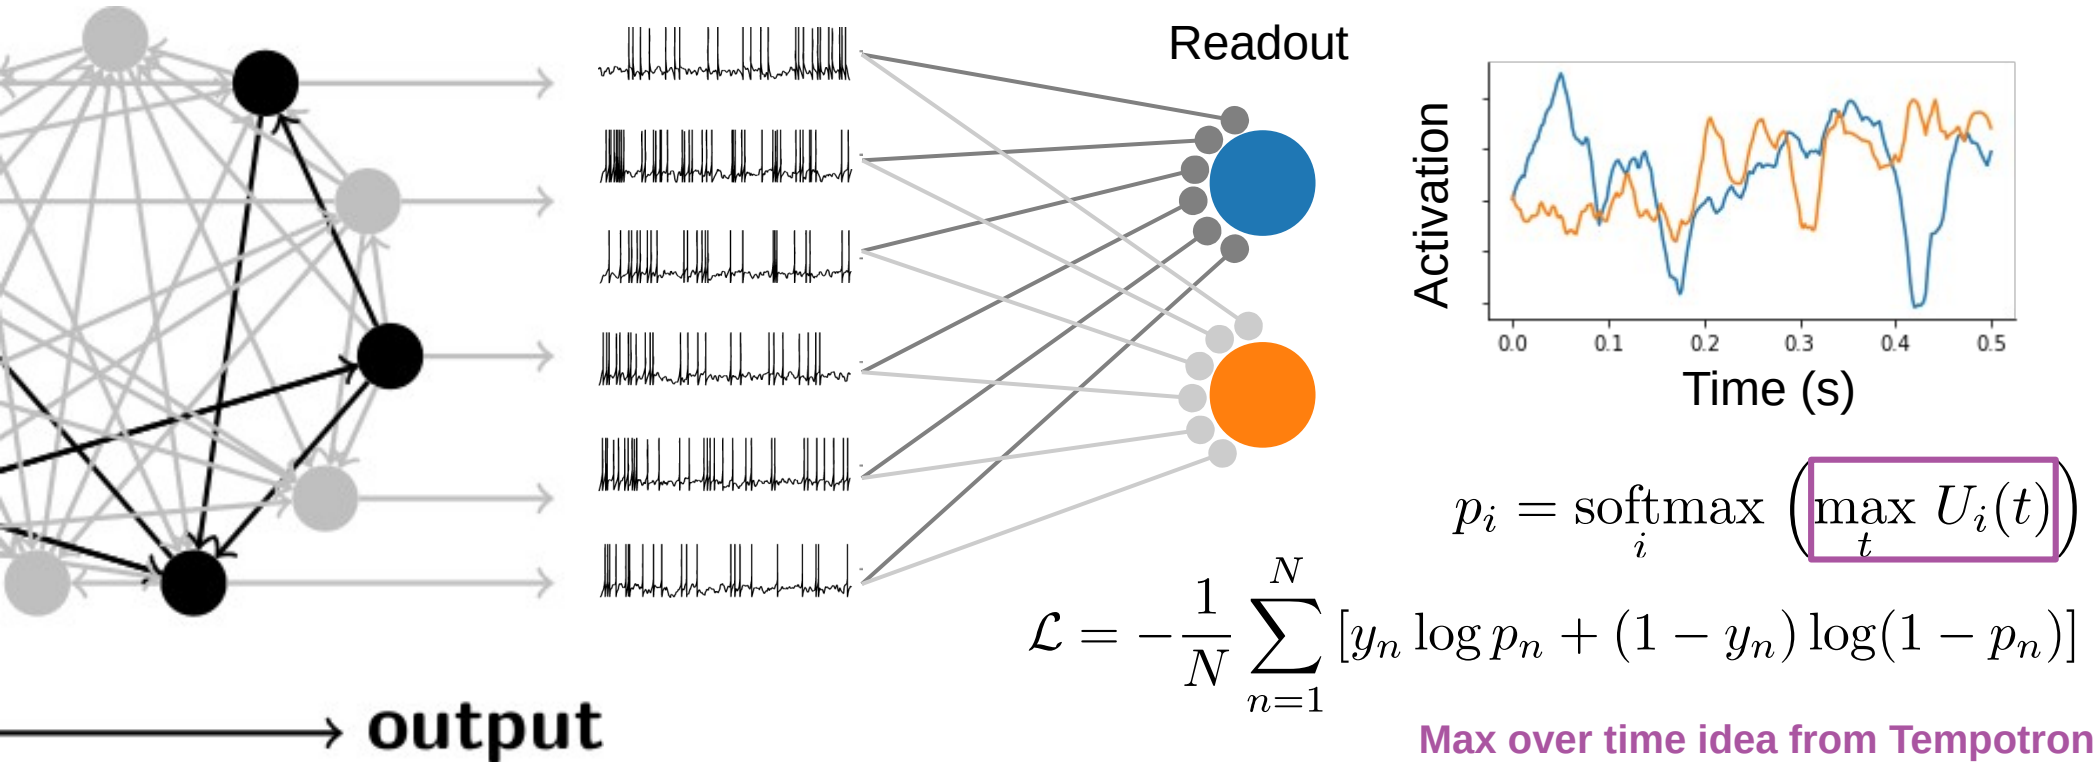 Readout
Activation
0.0 0.1 0.2 0.3 0.4 0.5
Time (s)
p_i = softmax_i (max_t U_i(t))
ℒ = −1/N ∑_{n=1}^{N} [y_n log p_n + (1 − y_n) log(1 − p_n)]
output
Max over time idea from Tempotron